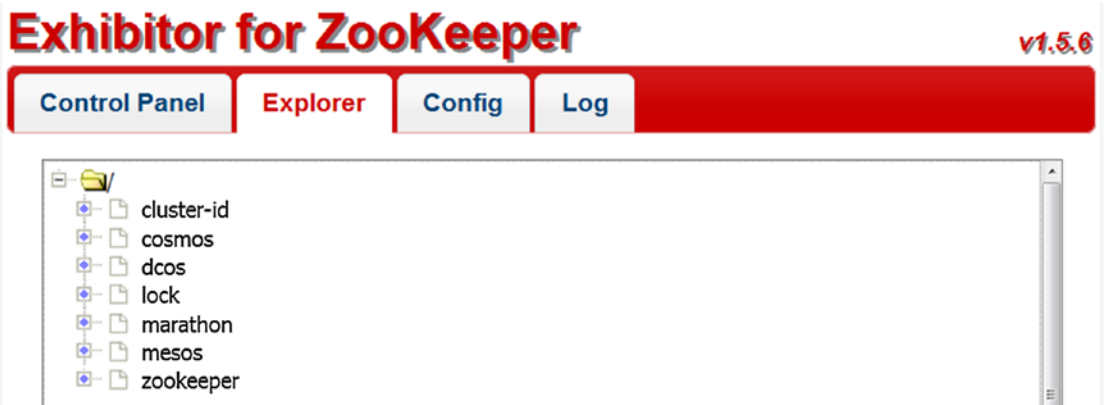 Exhibitor for ZooKeeper
v1.5.6
Control Panel Explorer Config Log
/
cluster-id
cosmos
dcos
lock
marathon
mesos
zookeeper